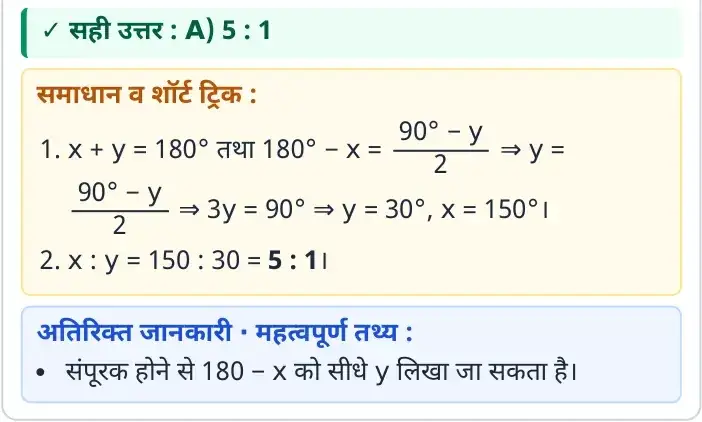 ✓ सही उत्तर : A) 5 : 1
समाधान व शॉर्ट ट्रिक :
1. x + y = 180° तथा 180° − x = (90° − y)/2 ⇒ y =
(90° − y)/2 ⇒ 3y = 90° ⇒ y = 30°, x = 150°।
2. x : y = 150 : 30 = 5 : 1।
अतिरिक्त जानकारी · महत्वपूर्ण तथ्य :
• संपूरक होने से 180 − x को सीधे y लिखा जा सकता है।